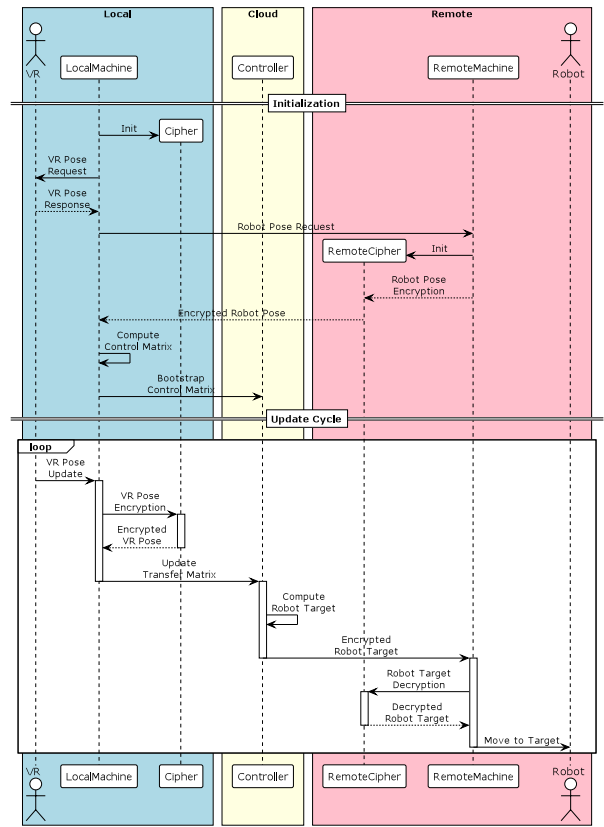 Local
Cloud
Remote
VR
LocalMachine
Controller
RemoteMachine
Robot
Initialization
Init
Cipher
VR Pose
Request
VR Pose
Response
Robot Pose Request
RemoteCipher
Init
Robot Pose
Encryption
Encrypted Robot Pose
Compute
Control Matrix
Bootstrap
Control Matrix
Update Cycle
loop
VR Pose
Update
VR Pose
Encryption
Encrypted
VR Pose
Update
Transfer Matrix
Compute
Robot Target
Encrypted
Robot Target
Robot Target
Decryption
Decrypted
Robot Target
Move to Target
VR
LocalMachine
Cipher
Controller
RemoteCipher
RemoteMachine
Robot